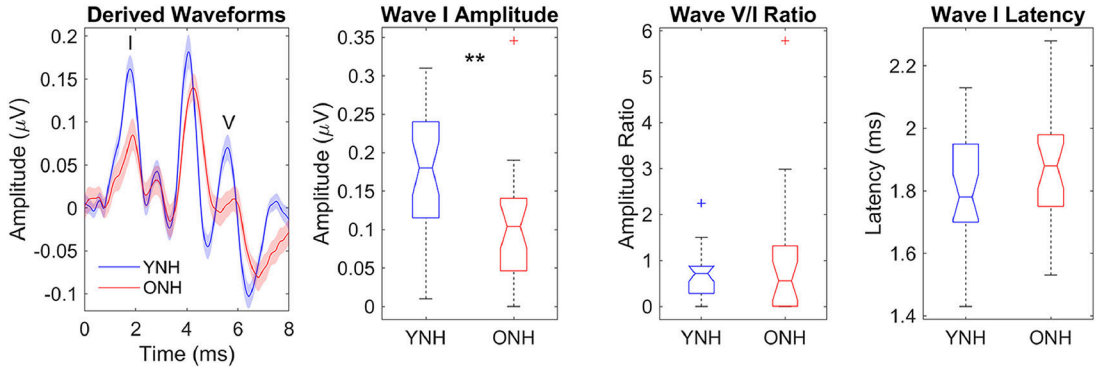 Derived Waveforms
Amplitude (µV)
0.2
0.15
0.1
0.05
0
-0.05
-0.1
I
V
YNH
ONH
0 2 4 6 8
Time (ms)
Wave I Amplitude
Amplitude (µV)
0.35
0.3
0.25
0.2
0.15
0.1
0.05
0
**
YNH ONH
Wave V/I Ratio
Amplitude Ratio
6
5
4
3
2
1
0
YNH ONH
Wave I Latency
Latency (ms)
2.2
2
1.8
1.6
1.4
YNH ONH